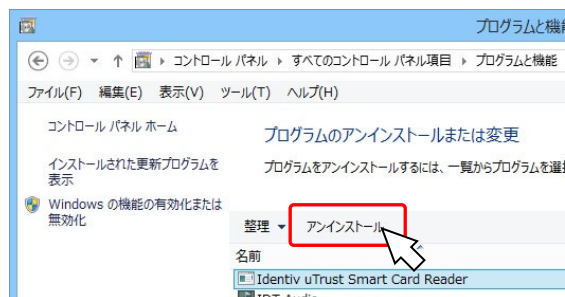 プログラムと機
コントロール パネル ▸ すべてのコントロール パネル項目 ▸ プログラムと機能
ファイル(F) 編集(E) 表示(V) ツール(T) ヘルプ(H)
コントロール パネル ホーム
プログラムのアンインストールまたは変更
インストールされた更新プログラムを
表示
プログラムをアンインストールするには、一覧からプログラムを選
Windows の機能の有効化または
無効化
整理 ▾ アンインストール
名前
Identiv uTrust Smart Card Reader
IDT Audio